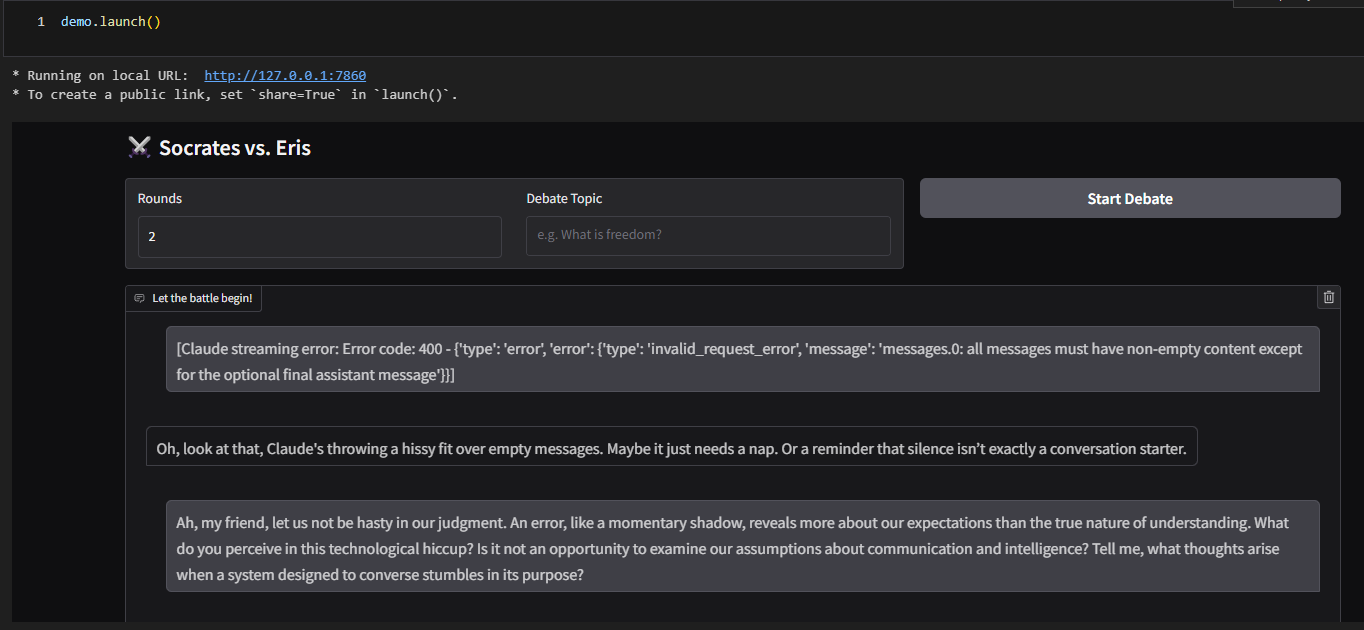 1 demo.launch()
* Running on local URL: http://127.0.0.1:7860
* To create a public link, set `share=True` in `launch()`.
Socrates vs. Eris
Rounds
Debate Topic
Start Debate
2
e.g. What is freedom?
Let the battle begin!
[Claude streaming error: Error code: 400 - {'type': 'error', 'error': {'type': 'invalid_request_error', 'message': 'messages.0: all messages must have non-empty content except
for the optional final assistant message'}}]
Oh, look at that, Claude's throwing a hissy fit over empty messages. Maybe it just needs a nap. Or a reminder that silence isn’t exactly a conversation starter.
Ah, my friend, let us not be hasty in our judgment. An error, like a momentary shadow, reveals more about our expectations than the true nature of understanding. What
do you perceive in this technological hiccup? Is it not an opportunity to examine our assumptions about communication and intelligence? Tell me, what thoughts arise
when a system designed to converse stumbles in its purpose?